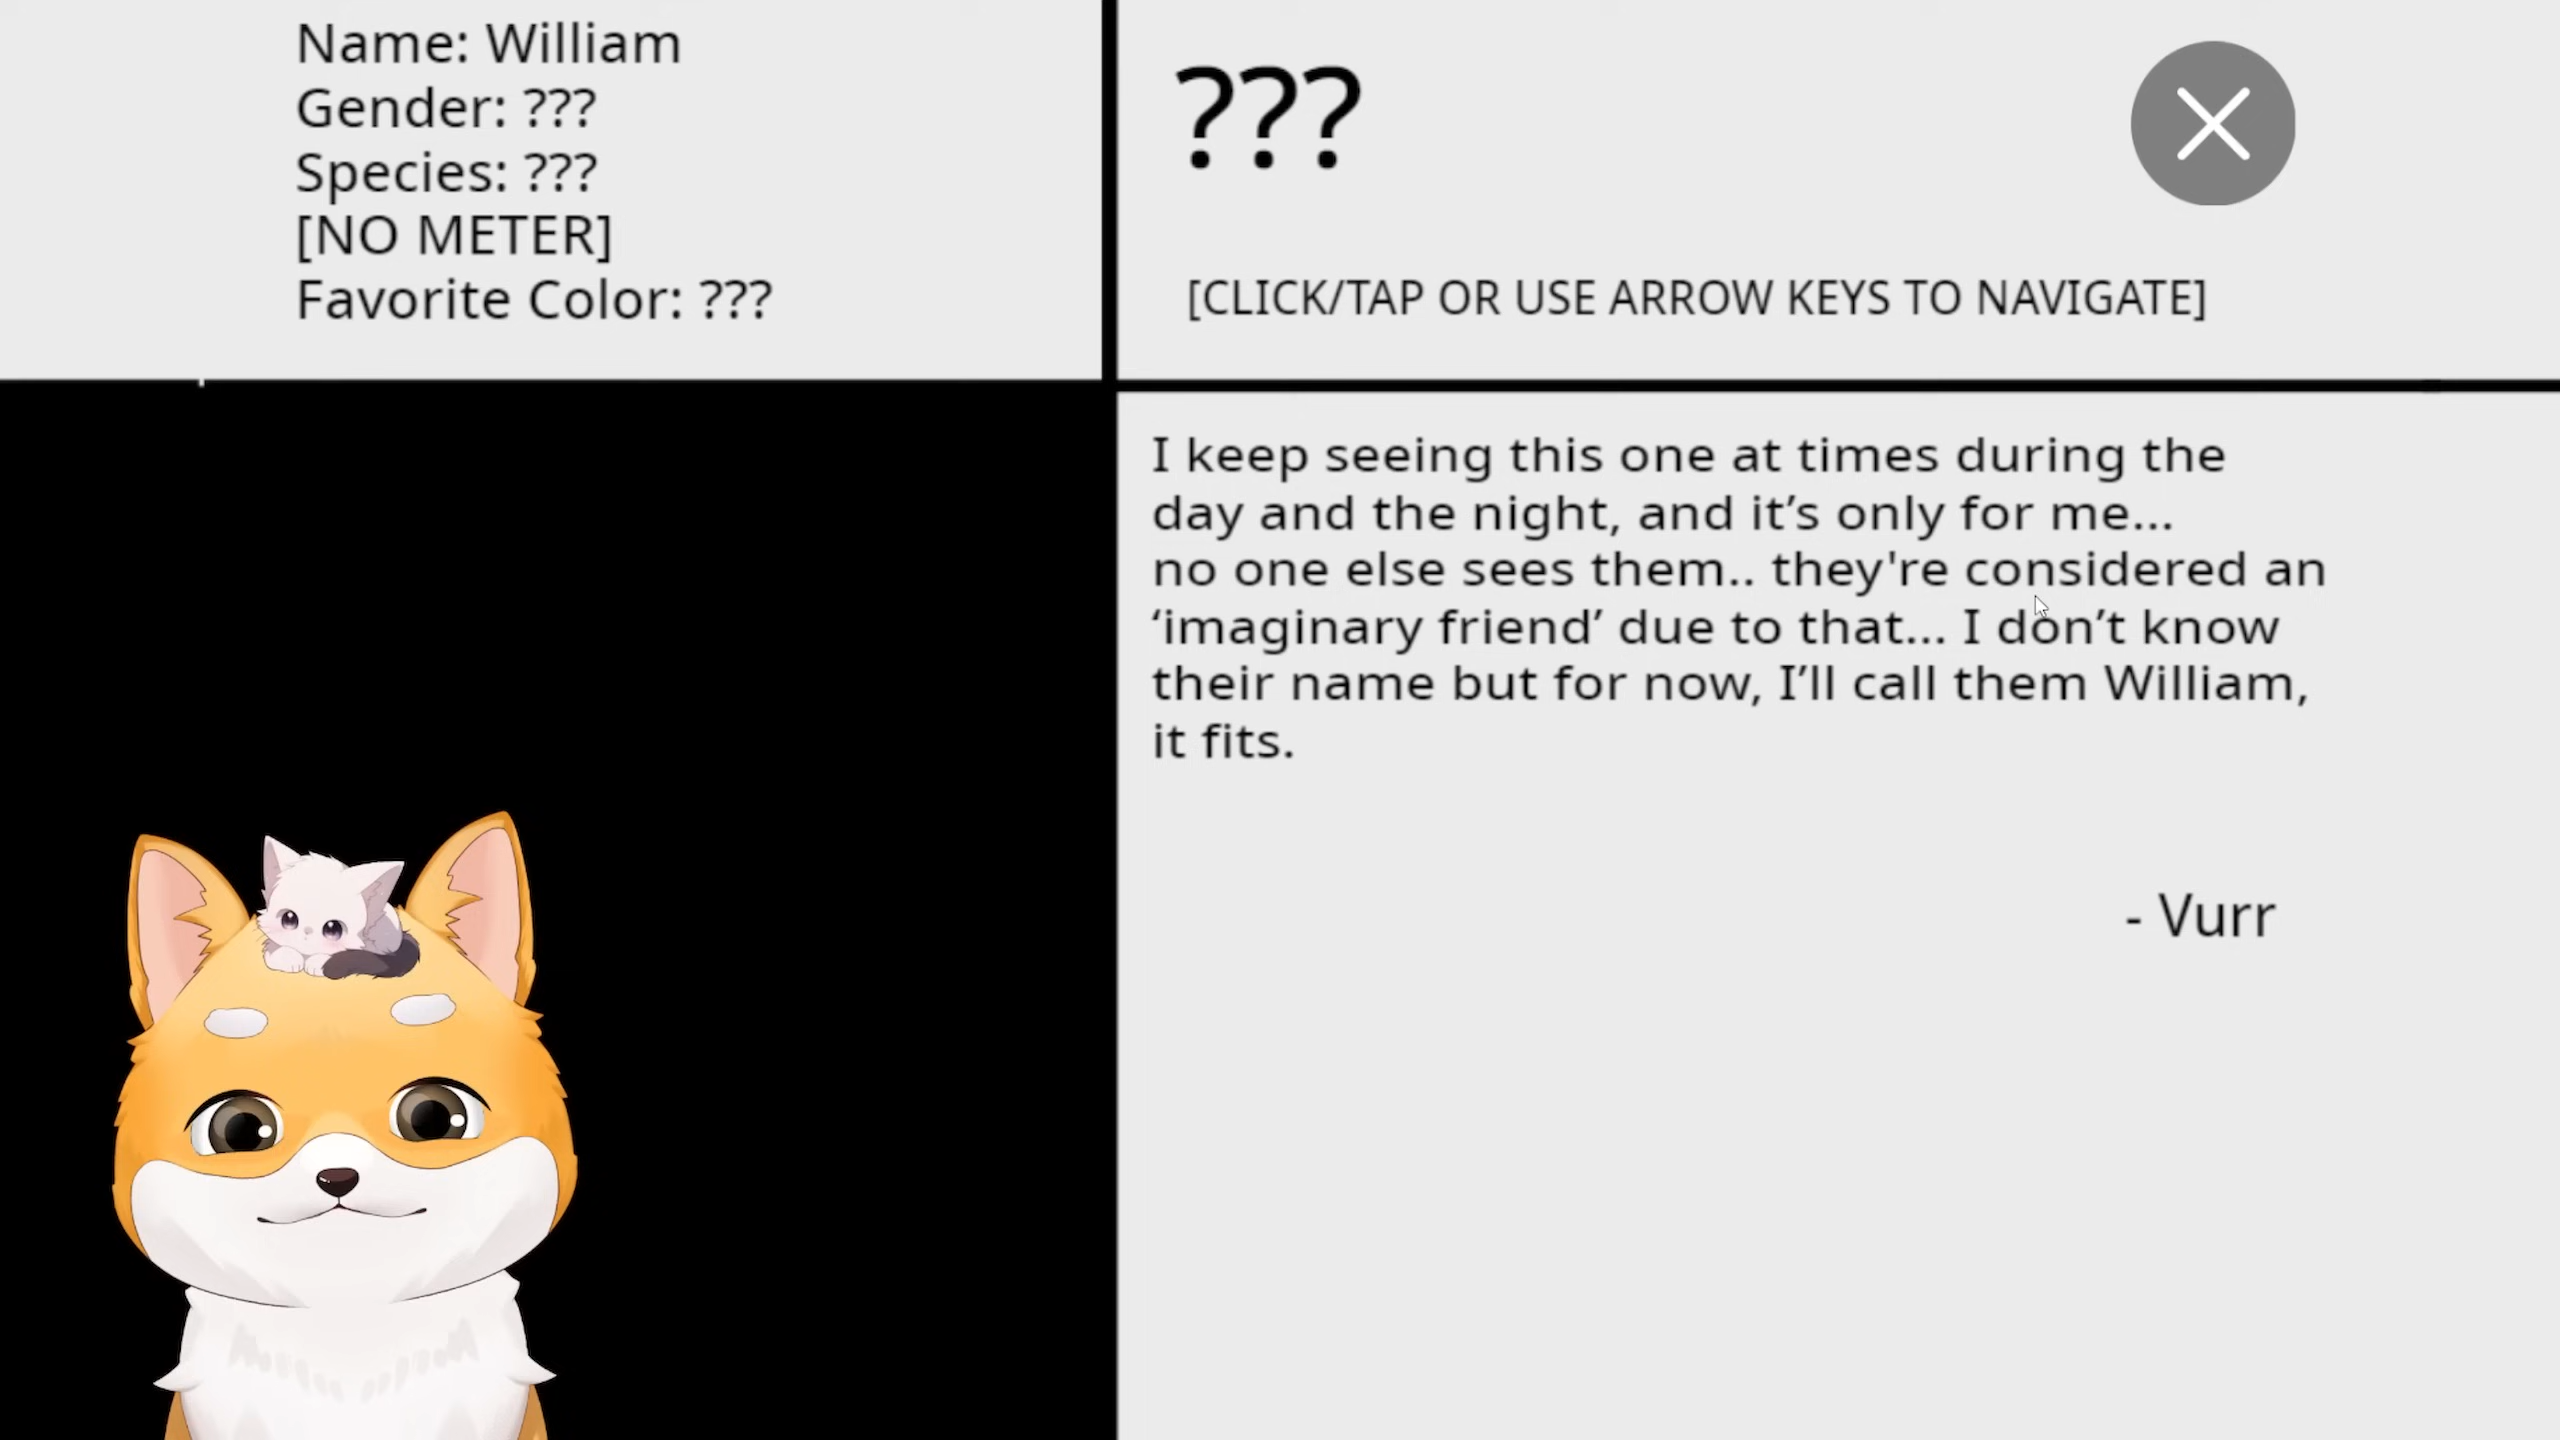 Name: William
Gender: ???
Species: ???
[NO METER]
Favorite Color: ???
???
[CLICK/TAP OR USE ARROW KEYS TO NAVIGATE]
I keep seeing this one at times during the
day and the night, and it’s only for me...
no one else sees them.. they're considered an
‘imaginary friend’ due to that... I don’t know
their name but for now, I’ll call them William,
it fits.
- Vurr